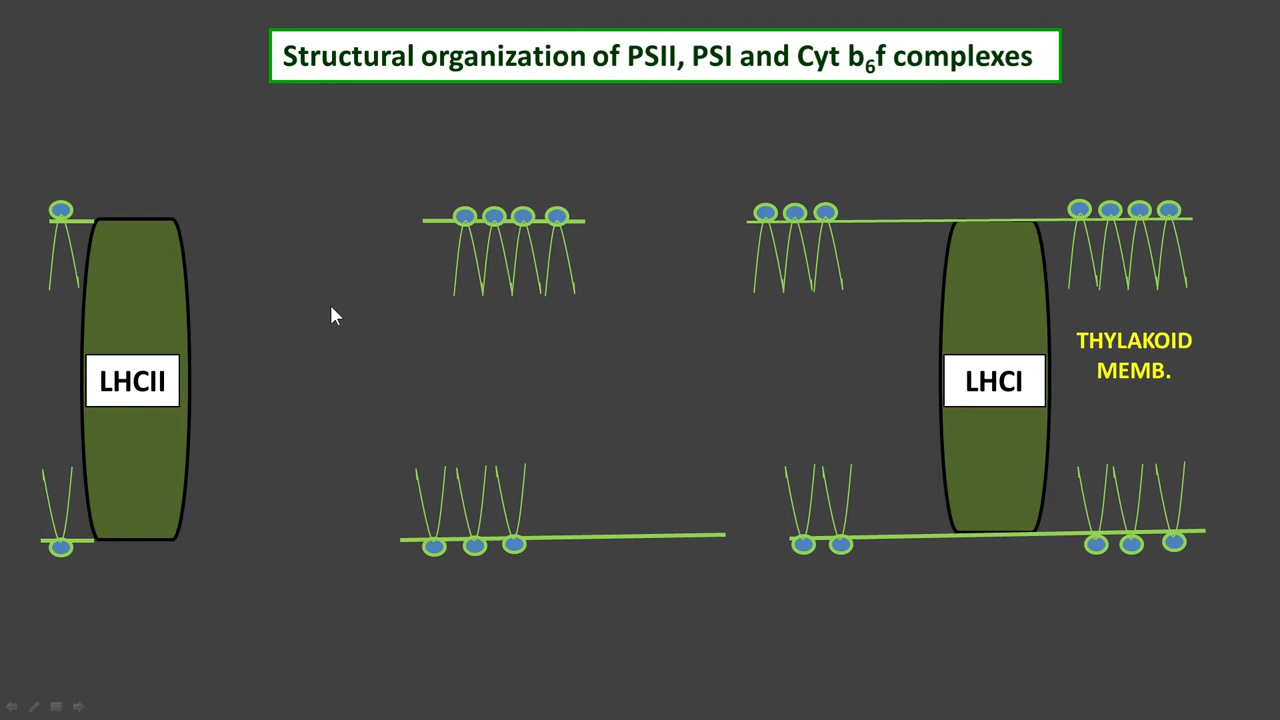 Structural organization of PSII, PSI and Cyt b₆f complexes
THYLAKOID
MEMB.
LHCII
LHCI